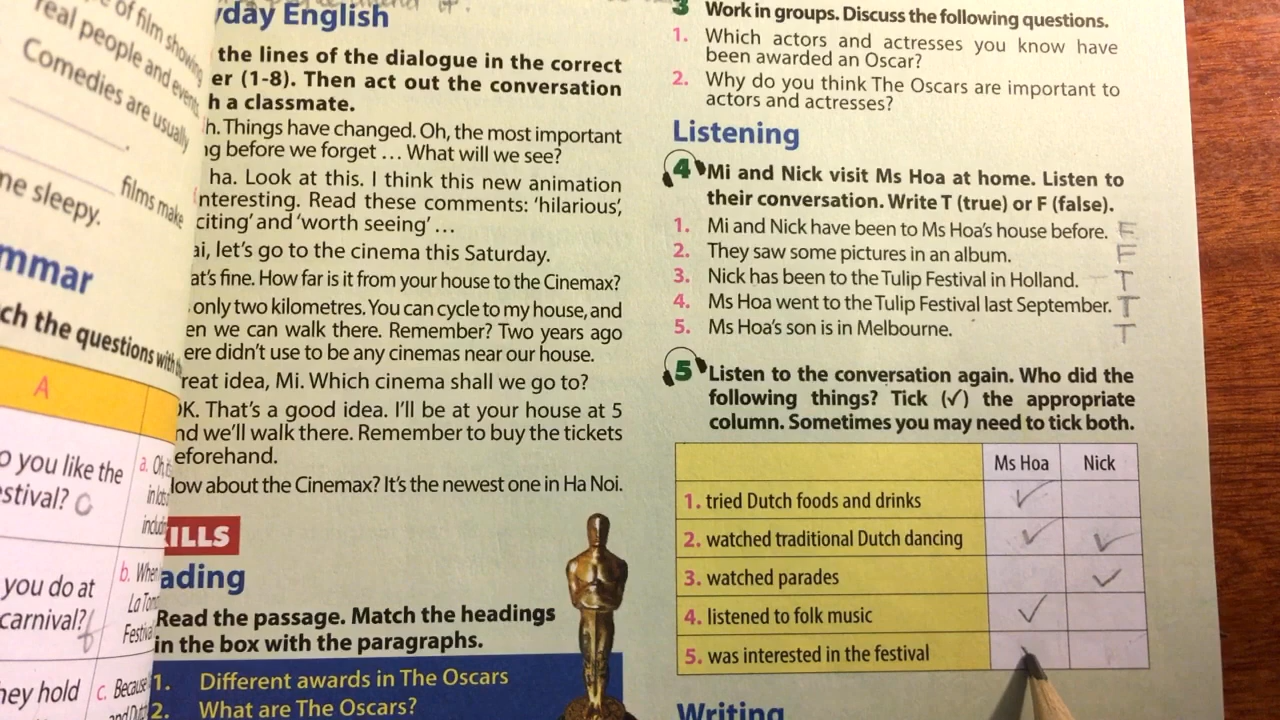 of film showing
real people and events
Comedies are usually
films make
me sleepy.
mmar
ch the questions with
A
o you like the
estival? C
you do at
carnival? b
hey hold
a.
including
b. When
Festival
c. Because
yday English
the lines of the dialogue in the correct
er (1-8). Then act out the conversation
h a classmate.
h. Things have changed. Oh, the most important
ng before we forget … What will we see?
ha. Look at this. I think this new animation
nteresting. Read these comments: ‘hilarious’,
citing’ and ‘worth seeing’ …
ai, let’s go to the cinema this Saturday.
at’s fine. How far is it from your house to the Cinemax?
only two kilometres. You can cycle to my house, and
en we can walk there. Remember? Two years ago
ere didn’t use to be any cinemas near our house.
reat idea, Mi. Which cinema shall we go to?
OK. That’s a good idea. I’ll be at your house at 5
nd we’ll walk there. Remember to buy the tickets
eforehand.
How about the Cinemax? It’s the newest one in Ha Noi.
ILLS
ading
Read the passage. Match the headings
in the box with the paragraphs.
1. Different awards in The Oscars
2. What are The Oscars?
3 Work in groups. Discuss the following questions.
1. Which actors and actresses you know have
been awarded an Oscar?
2. Why do you think The Oscars are important to
actors and actresses?
Listening
4 Mi and Nick visit Ms Hoa at home. Listen to
their conversation. Write T (true) or F (false).
1. Mi and Nick have been to Ms Hoa’s house before. F
2. They saw some pictures in an album. F
3. Nick has been to the Tulip Festival in Holland. T
4. Ms Hoa went to the Tulip Festival last September. T
5. Ms Hoa’s son is in Melbourne. T
5 Listen to the conversation again. Who did the
following things? Tick (✓) the appropriate
column. Sometimes you may need to tick both.
Ms Hoa Nick
1. tried Dutch foods and drinks ✓
2. watched traditional Dutch dancing ✓ ✓
3. watched parades ✓
4. listened to folk music ✓
5. was interested in the festival
Writing